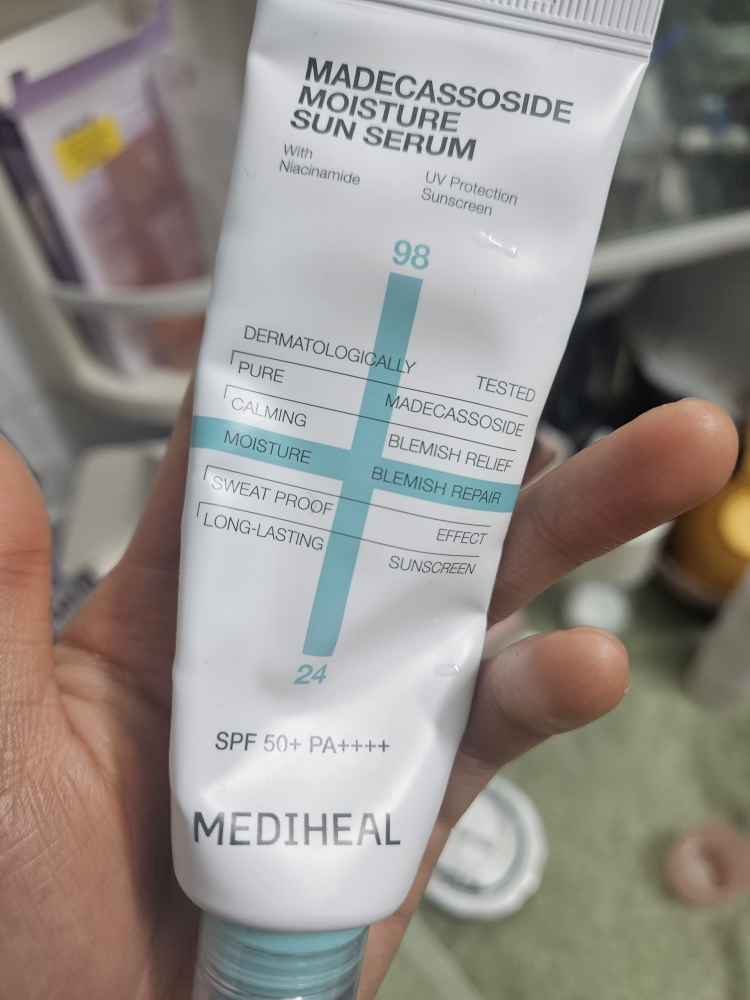 MADECASSOSIDE
MOISTURE
SUN SERUM
With
Niacinamide
UV Protection
Sunscreen
98
DERMATOLOGICALLY TESTED
PURE MADECASSOSIDE
CALMING BLEMISH RELIEF
MOISTURE BLEMISH REPAIR
SWEAT PROOF EFFECT
LONG-LASTING SUNSCREEN
24
SPF 50+ PA++++
MEDIHEAL